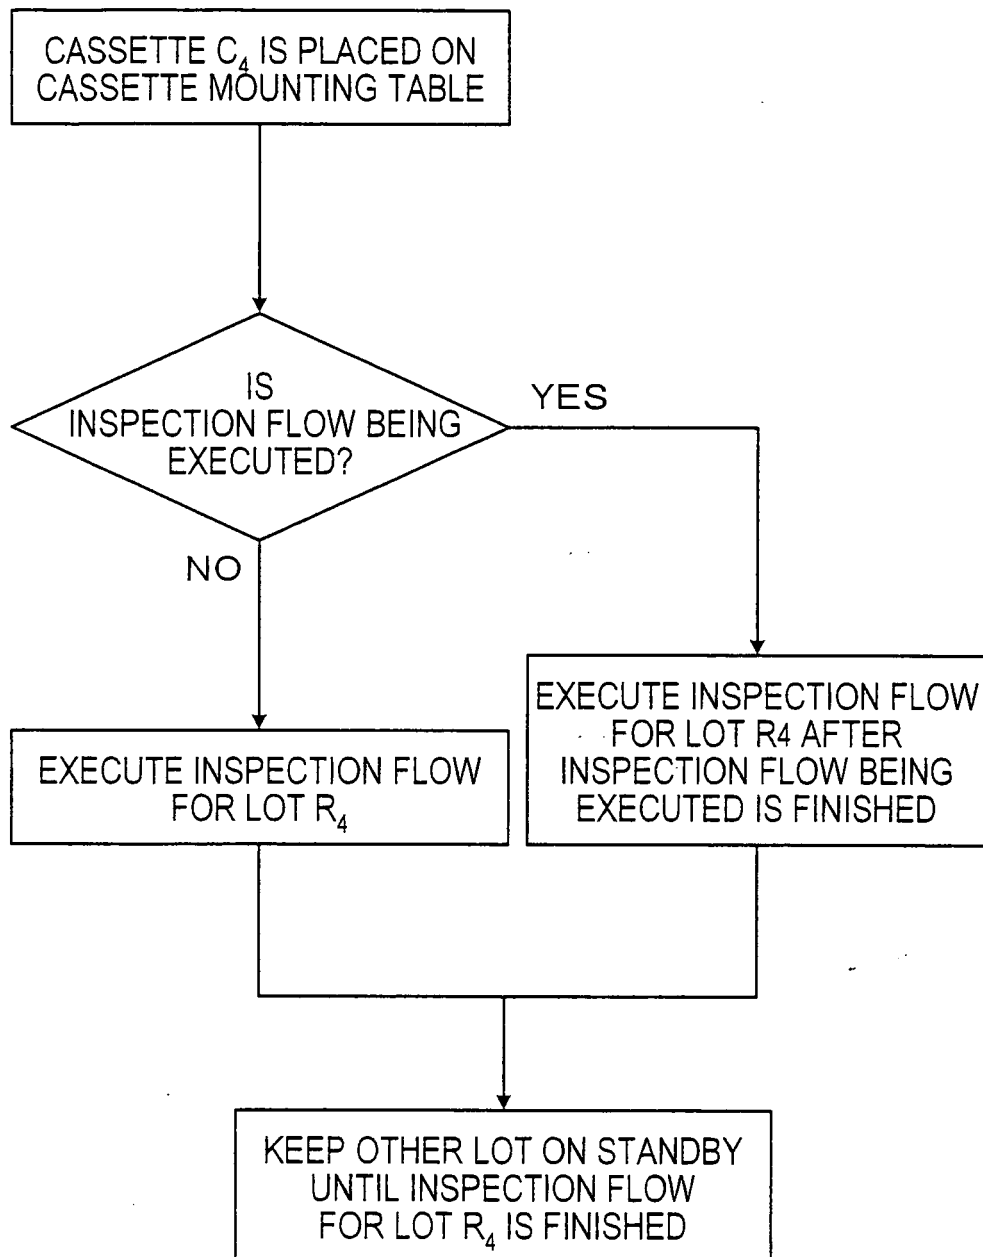 CASSETTE C₄ IS PLACED ON
CASSETTE MOUNTING TABLE
IS
INSPECTION FLOW BEING
EXECUTED?
YES
NO
EXECUTE INSPECTION FLOW
FOR LOT R4 AFTER
INSPECTION FLOW BEING
EXECUTED IS FINISHED
EXECUTE INSPECTION FLOW
FOR LOT R₄
KEEP OTHER LOT ON STANDBY
UNTIL INSPECTION FLOW
FOR LOT R₄ IS FINISHED